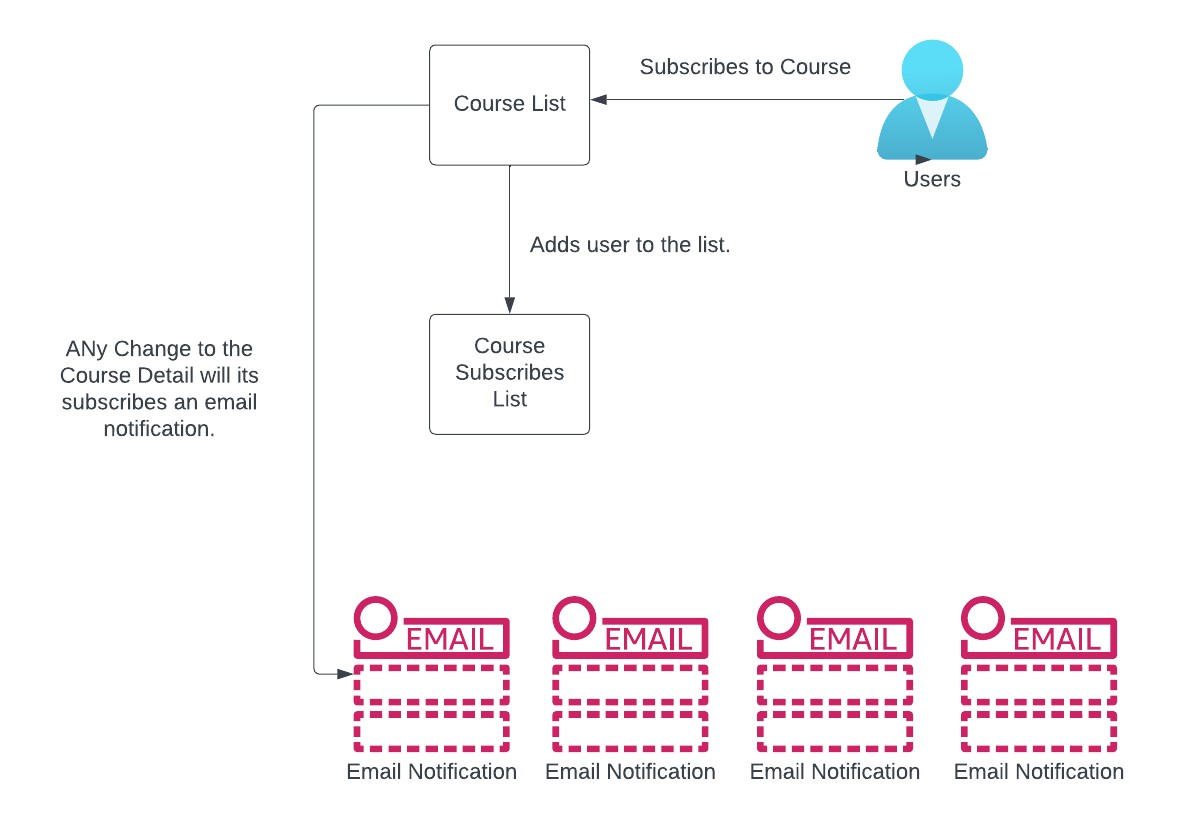 Subscribes to Course
Course List
Users
Adds user to the list.
ANy Change to the
Course Detail will its
subscribes an email
notification.
Course
Subscribes
List
EMAIL
EMAIL
EMAIL
EMAIL
Email Notification
Email Notification
Email Notification
Email Notification